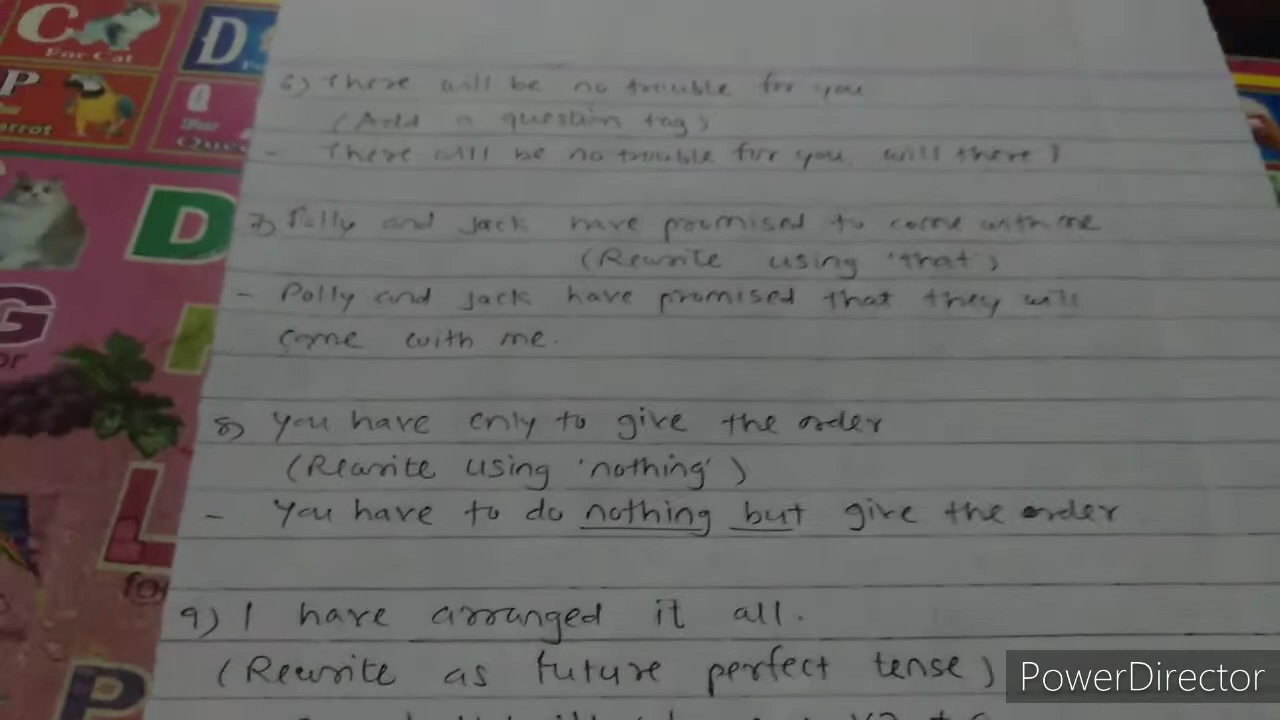 C
For Cat
D
P
arrot
Q
Que
D
G
or
L
for
P
6) There will be no trouble for you
(Add a question tag)
- There will be no trouble for you, will there?
7) Polly and Jack have promised to come with me
(Rewrite using 'that')
- Polly and Jack have promised that they will
come with me.
8) You have only to give the order
(Rewrite using 'nothing')
- You have to do nothing but give the order
9) I have arranged it all.
(Rewrite as future perfect tense)
PowerDirector